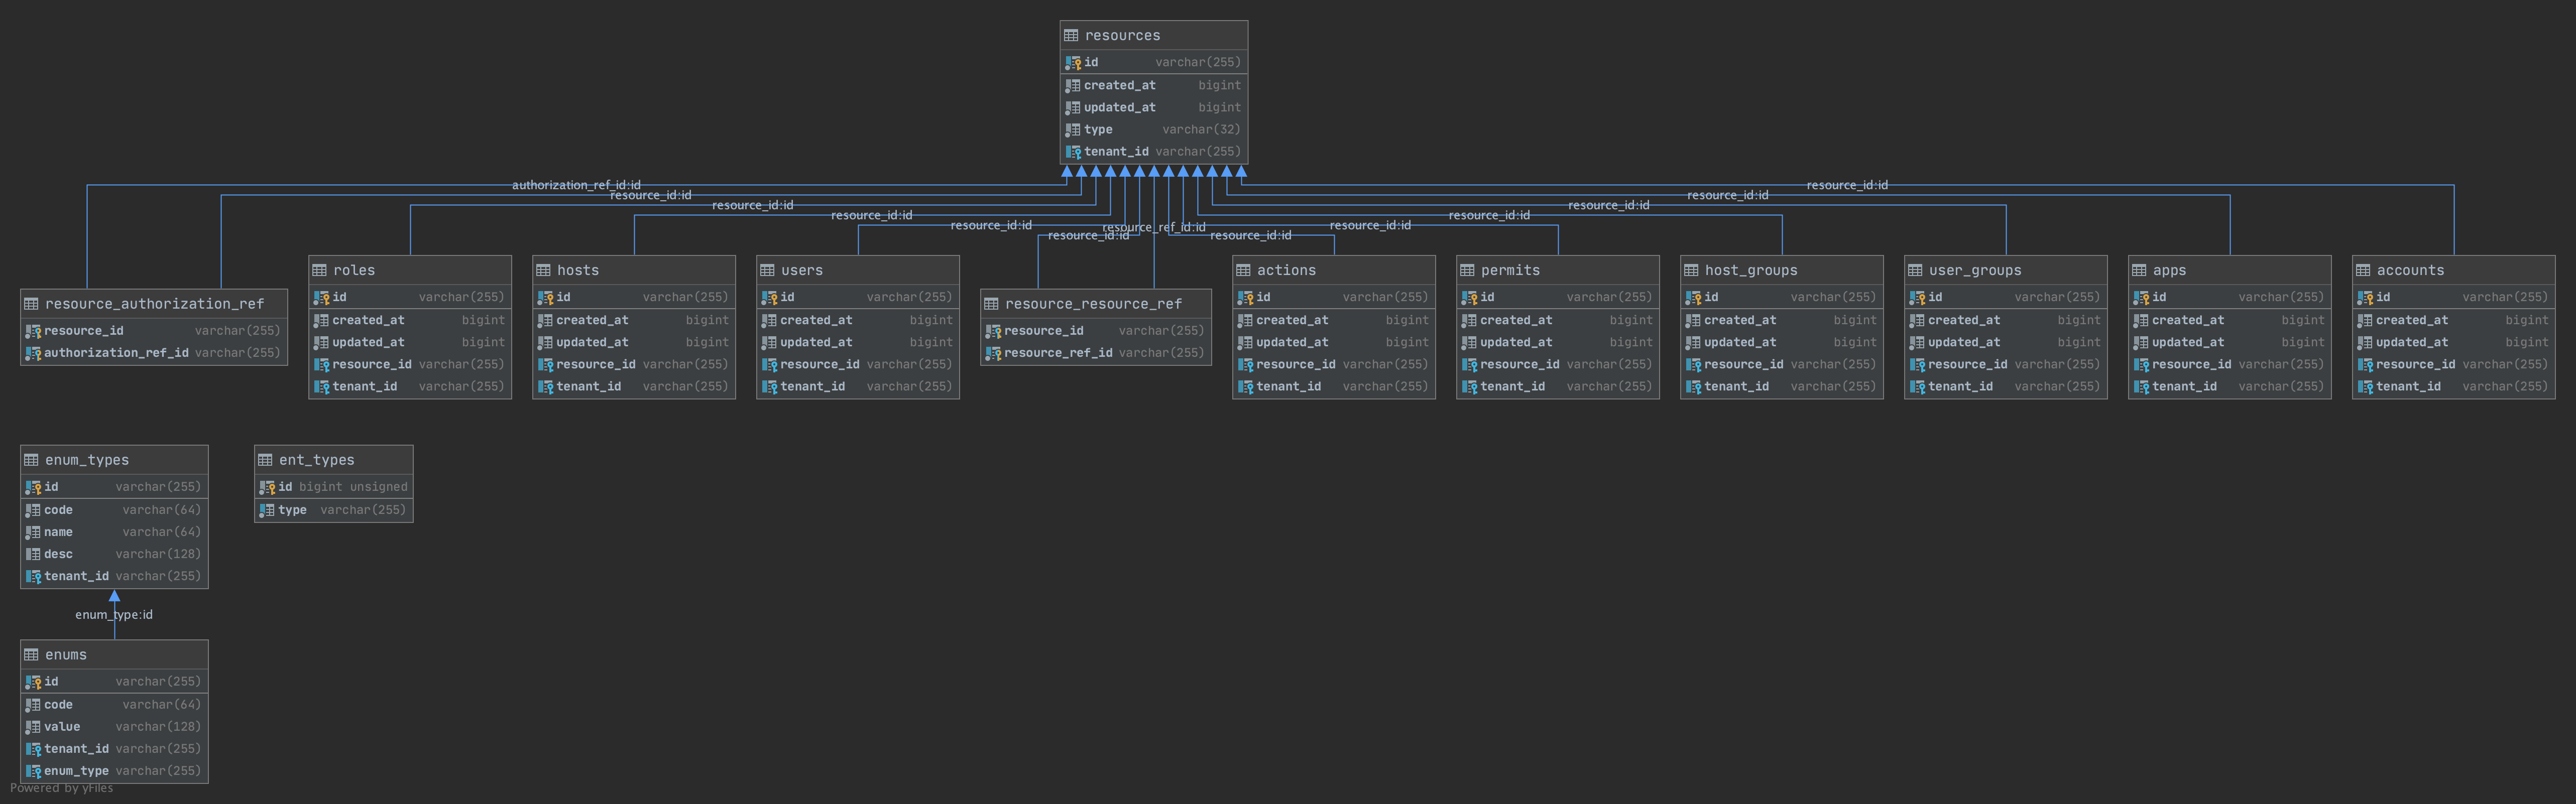 resources
id varchar(255)
created_at bigint
updated_at bigint
type varchar(32)
tenant_id varchar(255)
authorization_ref_id:id
resource_id:id
resource_id:id
resource_id:id
resource_id:id
resource_id:id
resource_ref_id:id
resource_id:id
resource_id:id
resource_id:id
resource_id:id
resource_id:id
resource_id:id
resource_authorization_ref
resource_id varchar(255)
authorization_ref_id varchar(255)
roles
id varchar(255)
created_at bigint
updated_at bigint
resource_id varchar(255)
tenant_id varchar(255)
hosts
id varchar(255)
created_at bigint
updated_at bigint
resource_id varchar(255)
tenant_id varchar(255)
users
id varchar(255)
created_at bigint
updated_at bigint
resource_id varchar(255)
tenant_id varchar(255)
resource_resource_ref
resource_id varchar(255)
resource_ref_id varchar(255)
actions
id varchar(255)
created_at bigint
updated_at bigint
resource_id varchar(255)
tenant_id varchar(255)
permits
id varchar(255)
created_at bigint
updated_at bigint
resource_id varchar(255)
tenant_id varchar(255)
host_groups
id varchar(255)
created_at bigint
updated_at bigint
resource_id varchar(255)
tenant_id varchar(255)
user_groups
id varchar(255)
created_at bigint
updated_at bigint
resource_id varchar(255)
tenant_id varchar(255)
apps
id varchar(255)
created_at bigint
updated_at bigint
resource_id varchar(255)
tenant_id varchar(255)
accounts
id varchar(255)
created_at bigint
updated_at bigint
resource_id varchar(255)
tenant_id varchar(255)
enum_types
id varchar(255)
code varchar(64)
name varchar(64)
desc varchar(128)
tenant_id varchar(255)
ent_types
id bigint unsigned
type varchar(255)
enum_type:id
enums
id varchar(255)
code varchar(64)
value varchar(128)
tenant_id varchar(255)
enum_type varchar(255)
Powered by yFiles